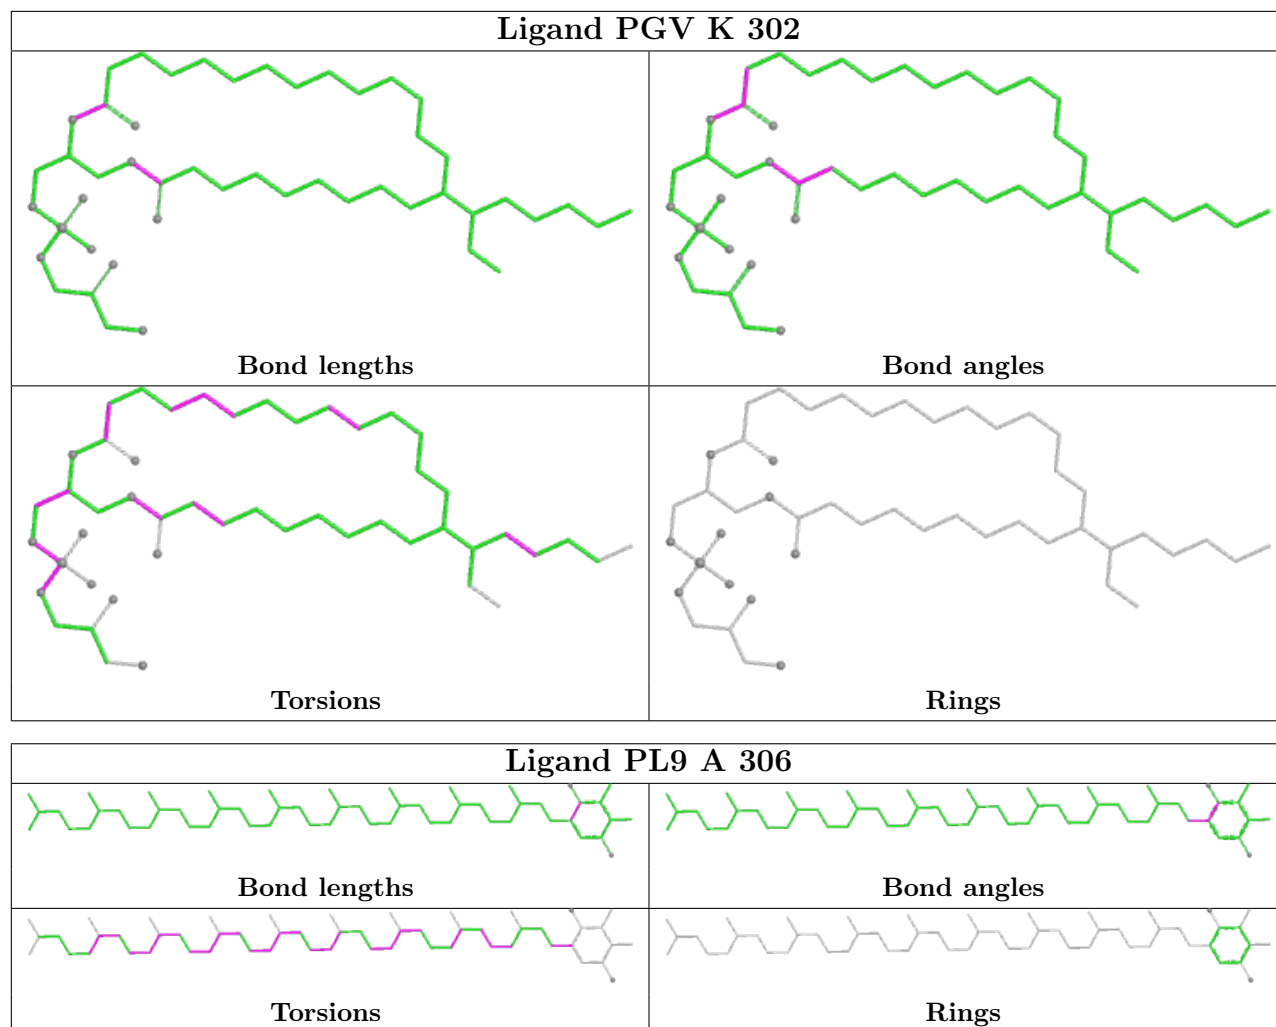 Ligand PGV K 302
Bond lengths
Bond angles
Torsions
Rings
Ligand PL9 A 306
Bond lengths
Bond angles
Torsions
Rings